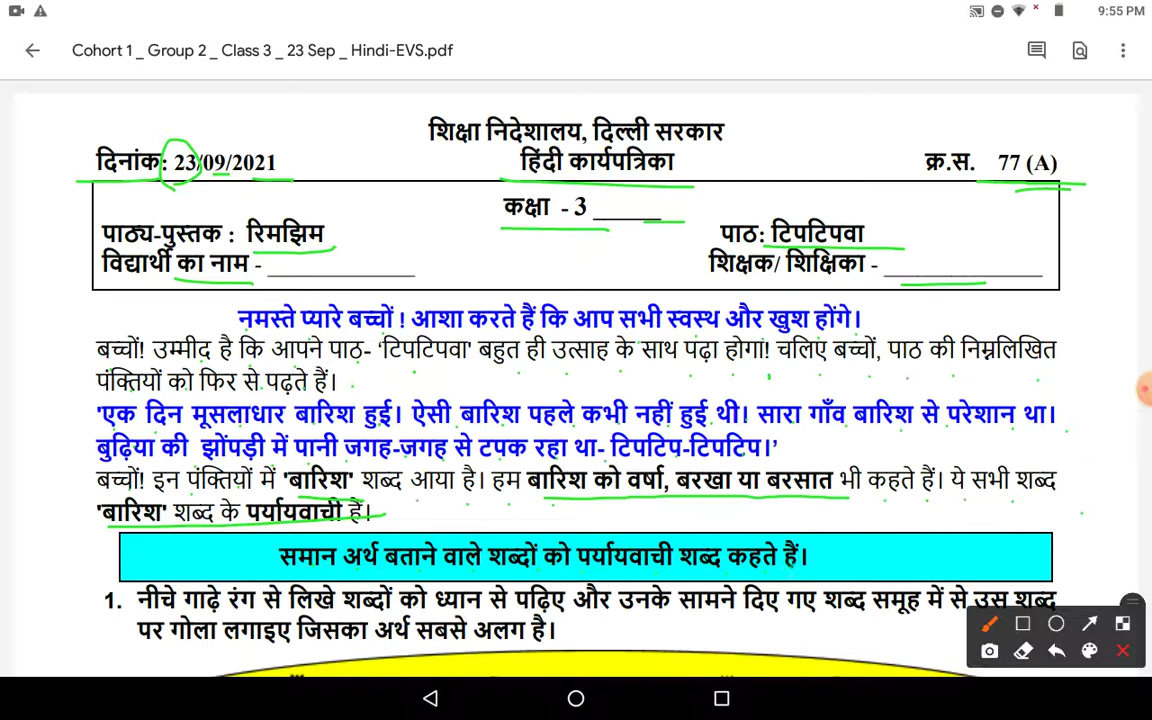 9:55 PM
Cohort 1 _ Group 2 _ Class 3 _ 23 Sep _ Hindi-EVS.pdf
शिक्षा निदेशालय, दिल्ली सरकार
दिनांक: 23/09/2021 हिंदी कार्यपत्रिका क्र.स. 77 (A)
कक्षा - 3 _____
पाठ्य-पुस्तक : रिमझिम पाठ: टिपटिपवा
विद्यार्थी का नाम - ___________ शिक्षक/ शिक्षिका - ____________
नमस्ते प्यारे बच्चों ! आशा करते हैं कि आप सभी स्वस्थ और खुश होंगे।
बच्चों! उम्मीद है कि आपने पाठ- ‘टिपटिपवा’ बहुत ही उत्साह के साथ पढ़ा होगा! चलिए बच्चों, पाठ की निम्नलिखित
पंक्तियों को फिर से पढ़ते हैं।
'एक दिन मूसलाधार बारिश हुई। ऐसी बारिश पहले कभी नहीं हुई थी। सारा गाँव बारिश से परेशान था।
बुढ़िया की झोंपड़ी में पानी जगह-जगह से टपक रहा था- टिपटिप-टिपटिप।’
बच्चों! इन पंक्तियों में 'बारिश' शब्द आया है। हम बारिश को वर्षा, बरखा या बरसात भी कहते हैं। ये सभी शब्द
'बारिश' शब्द के पर्यायवाची हैं।
समान अर्थ बताने वाले शब्दों को पर्यायवाची शब्द कहते हैं।
1. नीचे गाढ़े रंग से लिखे शब्दों को ध्यान से पढ़िए और उनके सामने दिए गए शब्द समूह में से उस शब्द
पर गोला लगाइए जिसका अर्थ सबसे अलग है।